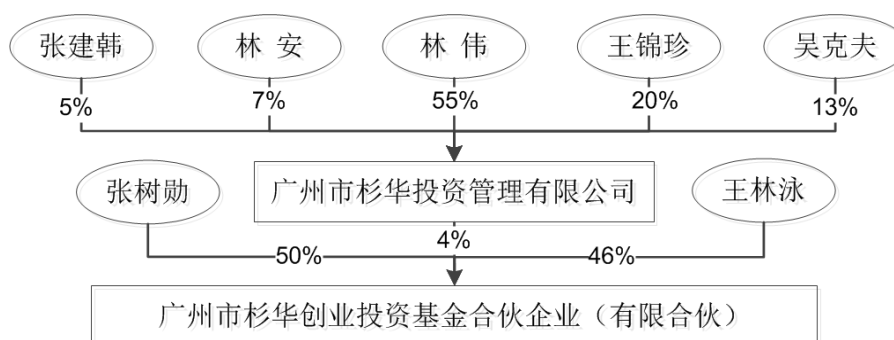 张建韩 林 安 林 伟 王锦珍 吴克夫
5% 7% 55% 20% 13%
张树勋 广州市杉华投资管理有限公司 王林泳
50% 4% 46%
广州市杉华创业投资基金合伙企业（有限合伙）